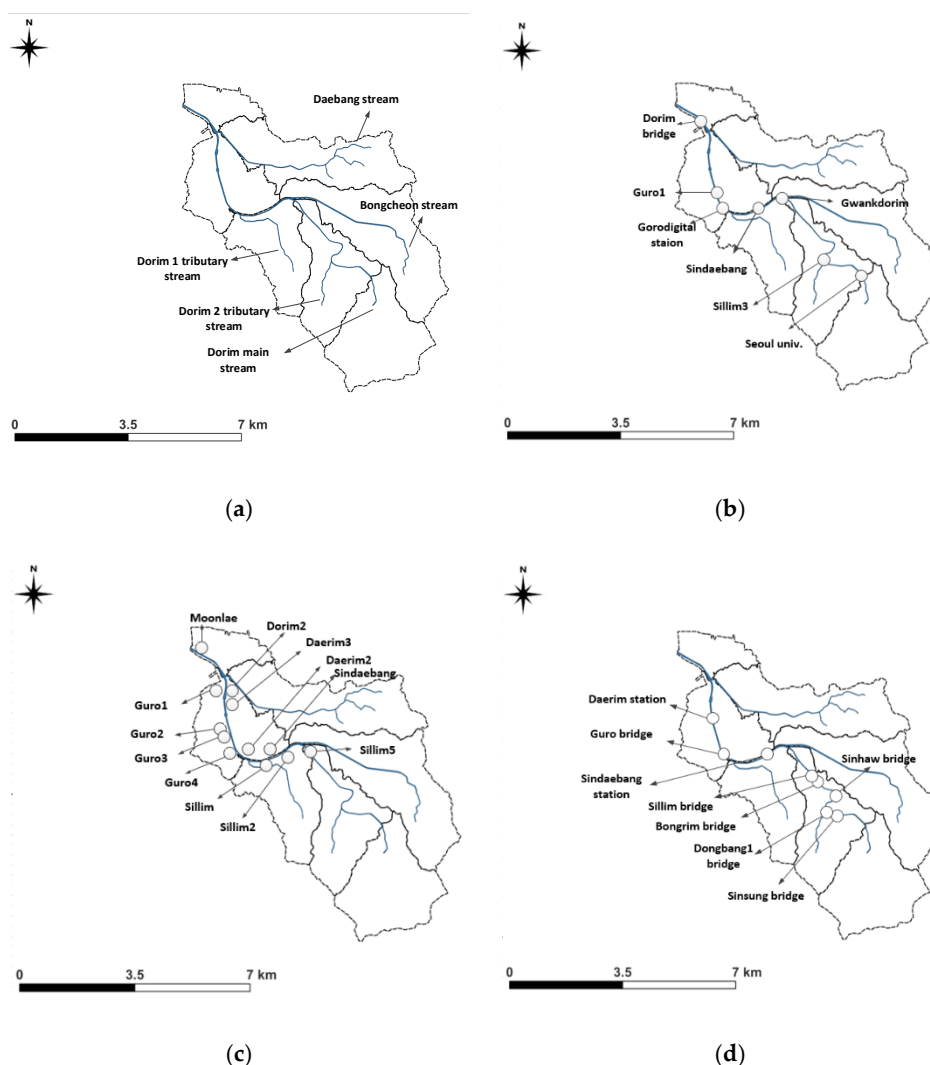 N
Daebang stream
Bongcheon stream
Dorim 1 tributary
stream
Dorim 2 tributary
stream
Dorim main
stream
0 3.5 7 km
(a)
N
Dorim
bridge
Guro1
Gwankdorim
Gorodigital
staion
Sindaebang
Sillim3
Seoul univ.
0 3.5 7 km
(b)
N
Moonlae
Dorim2
Daerim3
Daerim2
Sindaebang
Guro1
Guro2
Guro3
Guro4
Sillim5
Sillim
Sillim2
0 3.5 7 km
(c)
N
Daerim station
Guro bridge
Sindaebang
station
Sinhaw bridge
Sillim bridge
Bongrim bridge
Dongbang1
bridge
Sinsung bridge
0 3.5 7 km
(d)